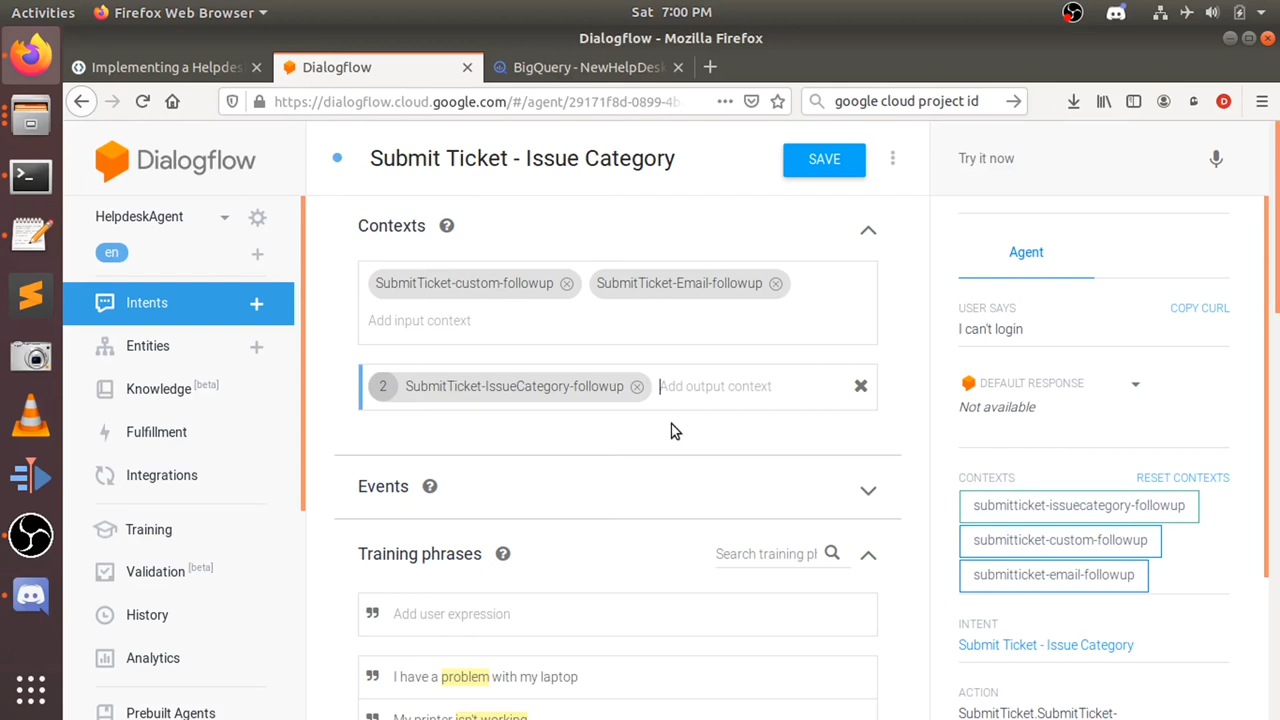 Activities Firefox Web Browser Sat 7:00 PM
Dialogflow - Mozilla Firefox
Implementing a Helpdes Dialogflow BigQuery - NewHelpDesk
https://dialogflow.cloud.google.com/#/agent/29171f8d-0899-4b google cloud project id
Dialogflow
HelpdeskAgent
en
Intents
Entities
Knowledge [beta]
Fulfillment
Integrations
Training
Validation [beta]
History
Analytics
Prebuilt Agents
Submit Ticket - Issue Category SAVE
Contexts
SubmitTicket-custom-followup SubmitTicket-Email-followup
Add input context
2 SubmitTicket-IssueCategory-followup Add output context
Events
Training phrases Search training pl
Add user expression
I have a problem with my laptop
My printer isn't working
Try it now
Agent
USER SAYS COPY CURL
I can't login
DEFAULT RESPONSE
Not available
CONTEXTS RESET CONTEXTS
submitticket-issuecategory-followup
submitticket-custom-followup
submitticket-email-followup
INTENT
Submit Ticket - Issue Category
ACTION
SubmitTicket.SubmitTicket-